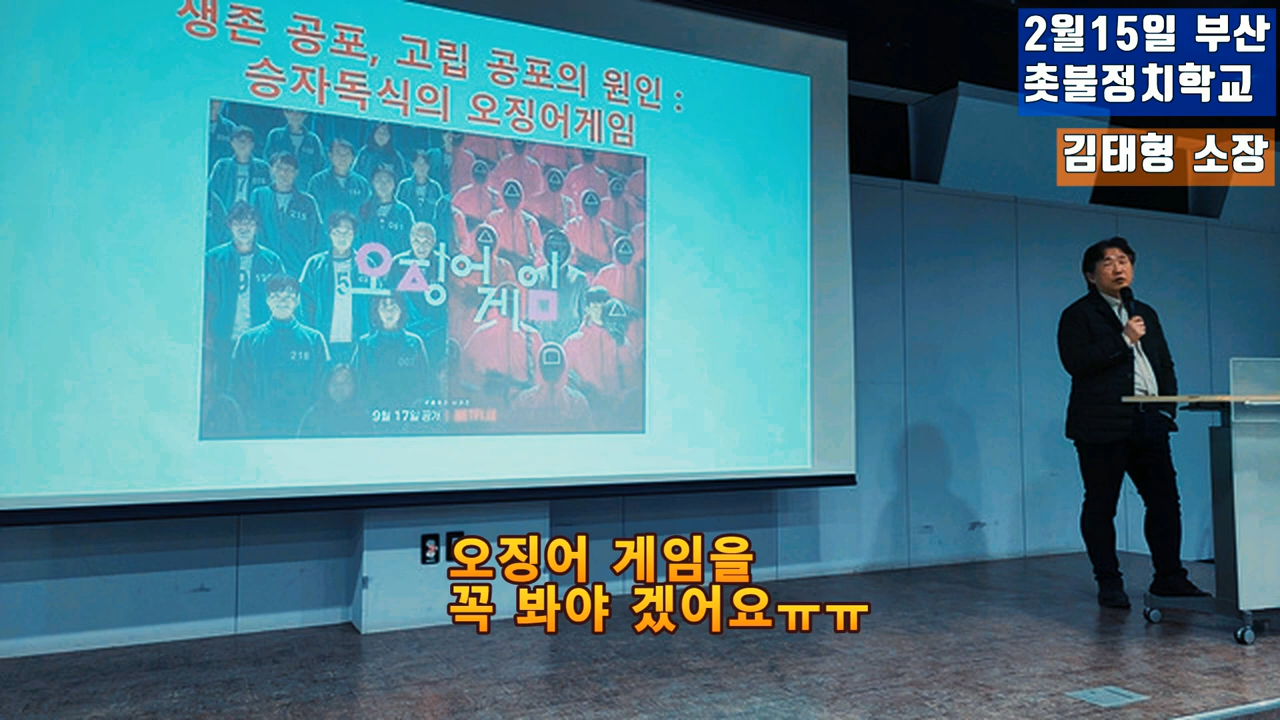 생존 공포, 고립 공포의 원인 :
승자독식의 오징어게임
오징어
게임
218
067
9월 17일 공개
NETFLIX
2월15일 부산
촛불정치학교
김태형 소장
오징어 게임을
꼭 봐야 겠어요ㅠㅠ